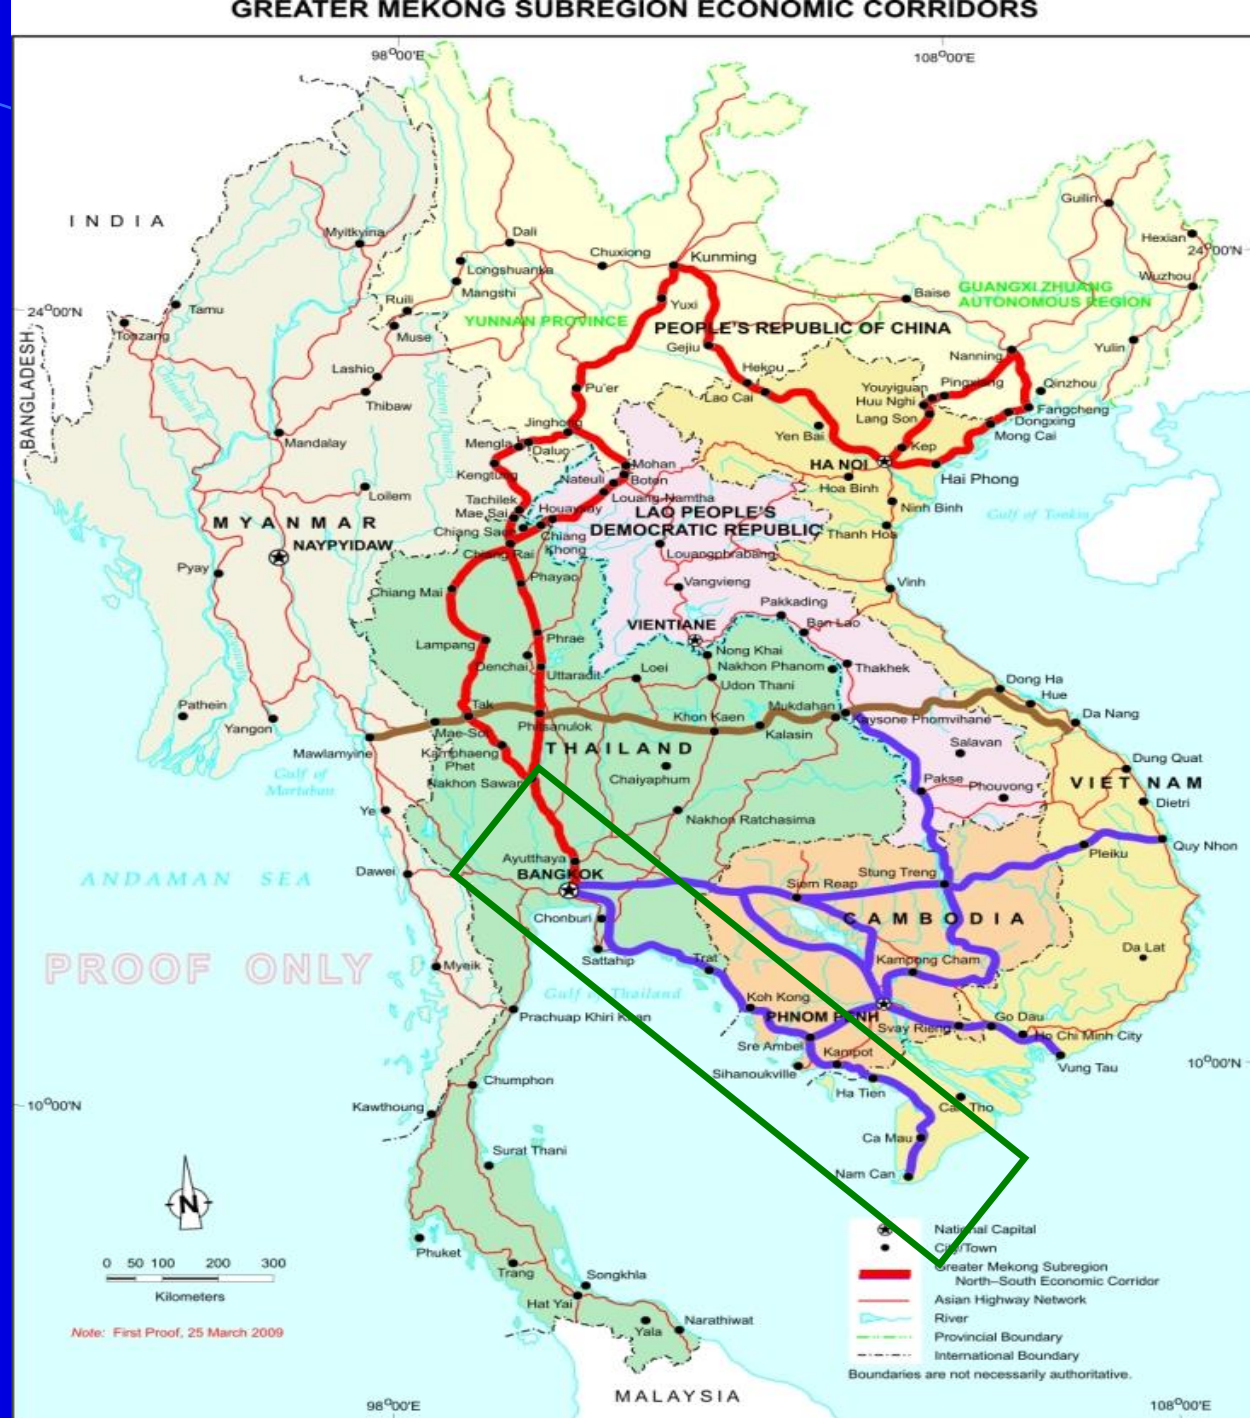 GREATER MEKONG SUBREGION ECONOMIC CORRIDORS
98°00'E
108°00'E
INDIA
Myitkyina
Dali
Chuxiong
Kunming
Guilin
Hexian
24°00'N
Longshuanka
Mangshi
Wuzhou
Tamu
Ruili
Yuxi
Baise
GUANGXI ZHUANG
AUTONOMOUS REGION
24°00'N
YUNNAN PROVINCE
PEOPLE'S REPUBLIC OF CHINA
Tonzang
Muse
Gejiu
Nanning
Yulin
BANGLADESH
Lashio
Hekou
Pu'er
Youyiguan
Pingxiang
Qinzhou
Thibaw
Lao Cai
Huu Nghi
Fangcheng
Lang Son
Dongxing
Mandalay
Jinghong
Yen Bai
Mong Cai
Mengla
Daluo
Kep
Kengtung
Mohan
HA NOI
Nateuil
Boten
Hoa Binh
Hai Phong
Loilem
Tachilek
Louang-Namtha
Mae Sai
Houayxay
LAO PEOPLE'S
Ninh Binh
Gulf of Tonkin
MYANMAR
Chiang Saen
DEMOCRATIC REPUBLIC
Thanh Hoa
NAYPYIDAW
Chiang
Khong
Chiang Rai
Louangphrabang
Pyay
Phayao
Vangvieng
Vinh
Chiang Mai
Pakkading
VIENTIANE
Ban Lao
Lampang
Phrae
Nong Khai
Denchai
Uttaradit
Loei
Nakhon Phanom
Thakhek
Udon Thani
Dong Ha
Hue
Pathein
Yangon
Tak
Mukdahan
Phitsanulok
Khon Kaen
Kaysone Phomvihane
Da Nang
Mae-Sot
Kalasin
Mawlamyine
Kamphaeng
Phet
THAILAND
Salavan
Gulf of
Martaban
Chaiyaphum
Dung Quat
Nakhon Sawan
Pakse
Phouvong
VIET NAM
Ye
Dietri
Nakhon Ratchasima
Ayutthaya
Pleiku
Quy Nhon
ANDAMAN SEA
Dawei
BANGKOK
Siem Reap
Stung Treng
Chonburi
CAMBODIA
Sattahip
Trat
Kampong Cham
Da Lat
PROOF ONLY
Myeik
Gulf of Thailand
Koh Kong
Prachuap Khiri Khan
PHNOM PENH
Svay Rieng
Go Dau
Ho Chi Minh City
Sre Ambel
Kampot
Sihanoukville
Vung Tau
10°00'N
Chumphon
Ha Tien
Can Tho
10°00'N
Kawthoung
Ca Mau
Surat Thani
Nam Can
N
National Capital
City/Town
Phuket
Greater Mekong Subregion
North–South Economic Corridor
0 50 100 200 300
Trang
Songkhla
Kilometers
Hat Yai
Asian Highway Network
River
Narathiwat
Note: First Proof, 25 March 2009
Yala
Provincial Boundary
International Boundary
Boundaries are not necessarily authoritative.
MALAYSIA
98°00'E
108°00'E